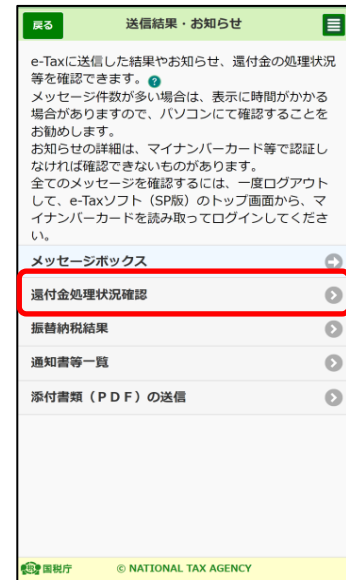 戻る
送信結果・お知らせ
e-Taxに送信した結果やお知らせ、還付金の処理状況
等を確認できます。?
メッセージ件数が多い場合は、表示に時間がかかる
場合がありますので、パソコンにて確認することを
お勧めします。
お知らせの詳細は、マイナンバーカード等で認証し
なければ確認できないものがあります。
全てのメッセージを確認するには、一度ログアウト
して、e-Taxソフト（SP版）のトップ画面から、マ
イナンバーカードを読み取ってログインしてくださ
い。
メッセージボックス
還付金処理状況確認
振替納税結果
通知書等一覧
添付書類（ＰＤＦ）の送信
国税庁
© NATIONAL TAX AGENCY